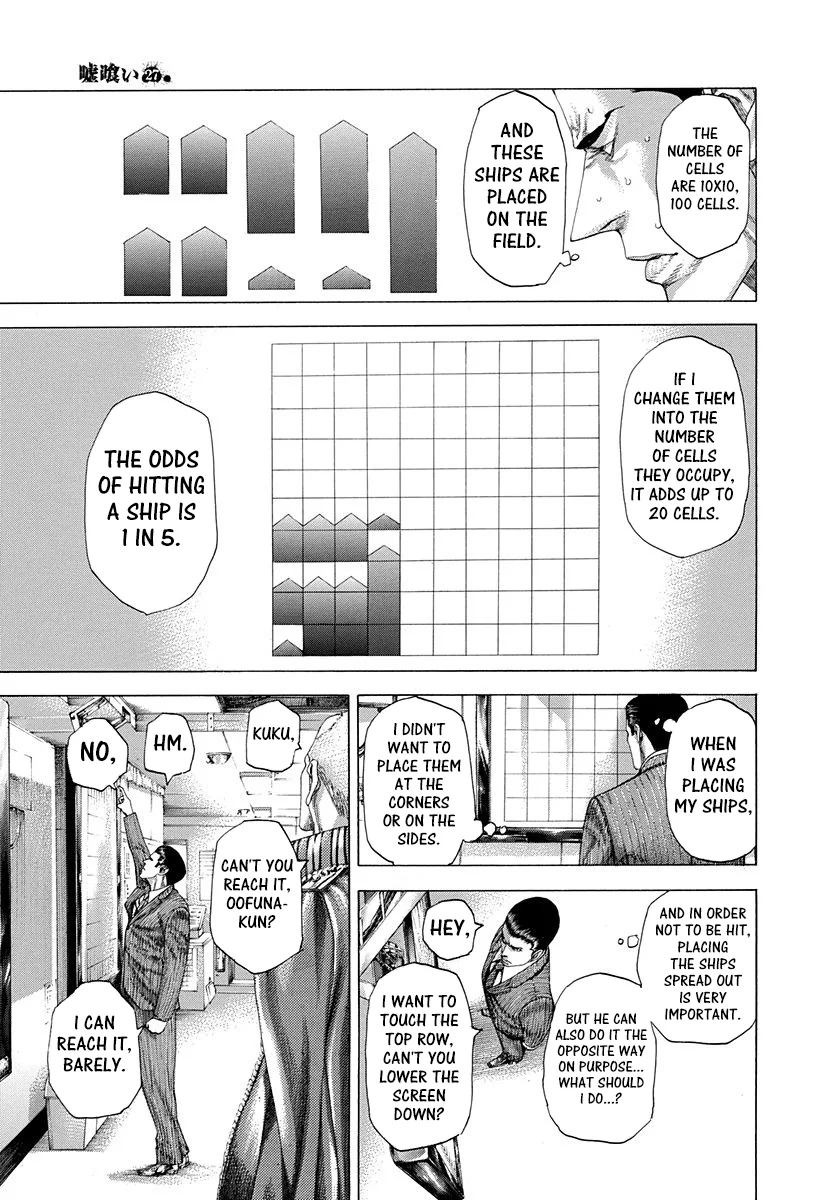 嘘喰い
THE
NUMBER OF
CELLS
ARE 10X10,
100 CELLS.
AND
THESE
SHIPS ARE
PLACED
ON THE
FIELD.
IF I
CHANGE THEM
INTO THE
NUMBER
OF CELLS
THEY OCCUPY,
IT ADDS UP TO
20 CELLS.
THE ODDS
OF HITTING
A SHIP IS
1 IN 5.
WHEN
I WAS
PLACING
MY SHIPS,
I DIDN'T
WANT TO
PLACE THEM
AT THE
CORNERS
OR ON THE
SIDES.
AND IN ORDER
NOT TO BE HIT,
PLACING
THE SHIPS
SPREAD OUT
IS VERY
IMPORTANT.
BUT HE CAN
ALSO DO IT THE
OPPOSITE WAY
ON PURPOSE...
WHAT SHOULD
I DO...?
HEY,
I WANT TO
TOUCH THE
TOP ROW,
CAN'T YOU
LOWER THE
SCREEN
DOWN?
KUKU,
HM.
NO,
CAN'T YOU
REACH IT,
OOFUNA-
KUN?
I CAN
REACH IT,
BARELY.